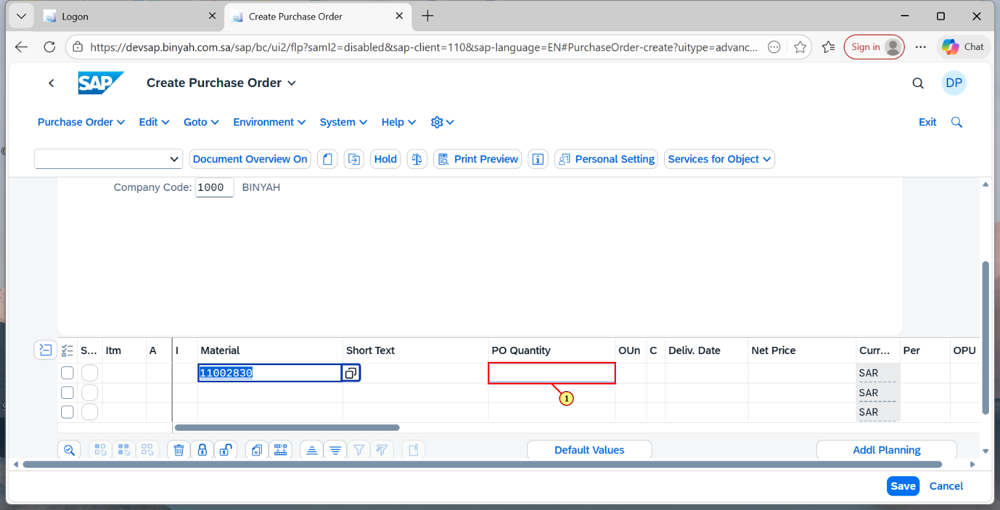 Logon
Create Purchase Order
https://devsap.binyah.com.sa/sap/bc/ui2/flp?saml2=disabled&sap-client=110&sap-language=EN#PurchaseOrder-create?uitype=advanc...
Sign in
Chat
SAP
Create Purchase Order
DP
Purchase Order Edit Goto Environment System Help
Exit
Document Overview On Hold Print Preview Personal Setting Services for Object
Company Code: 1000 BINYAH
S... Itm A I Material Short Text PO Quantity OUn C Deliv. Date Net Price Curr... Per OPU
11002830 SAR
1
SAR
SAR
Default Values Addl Planning
Save Cancel